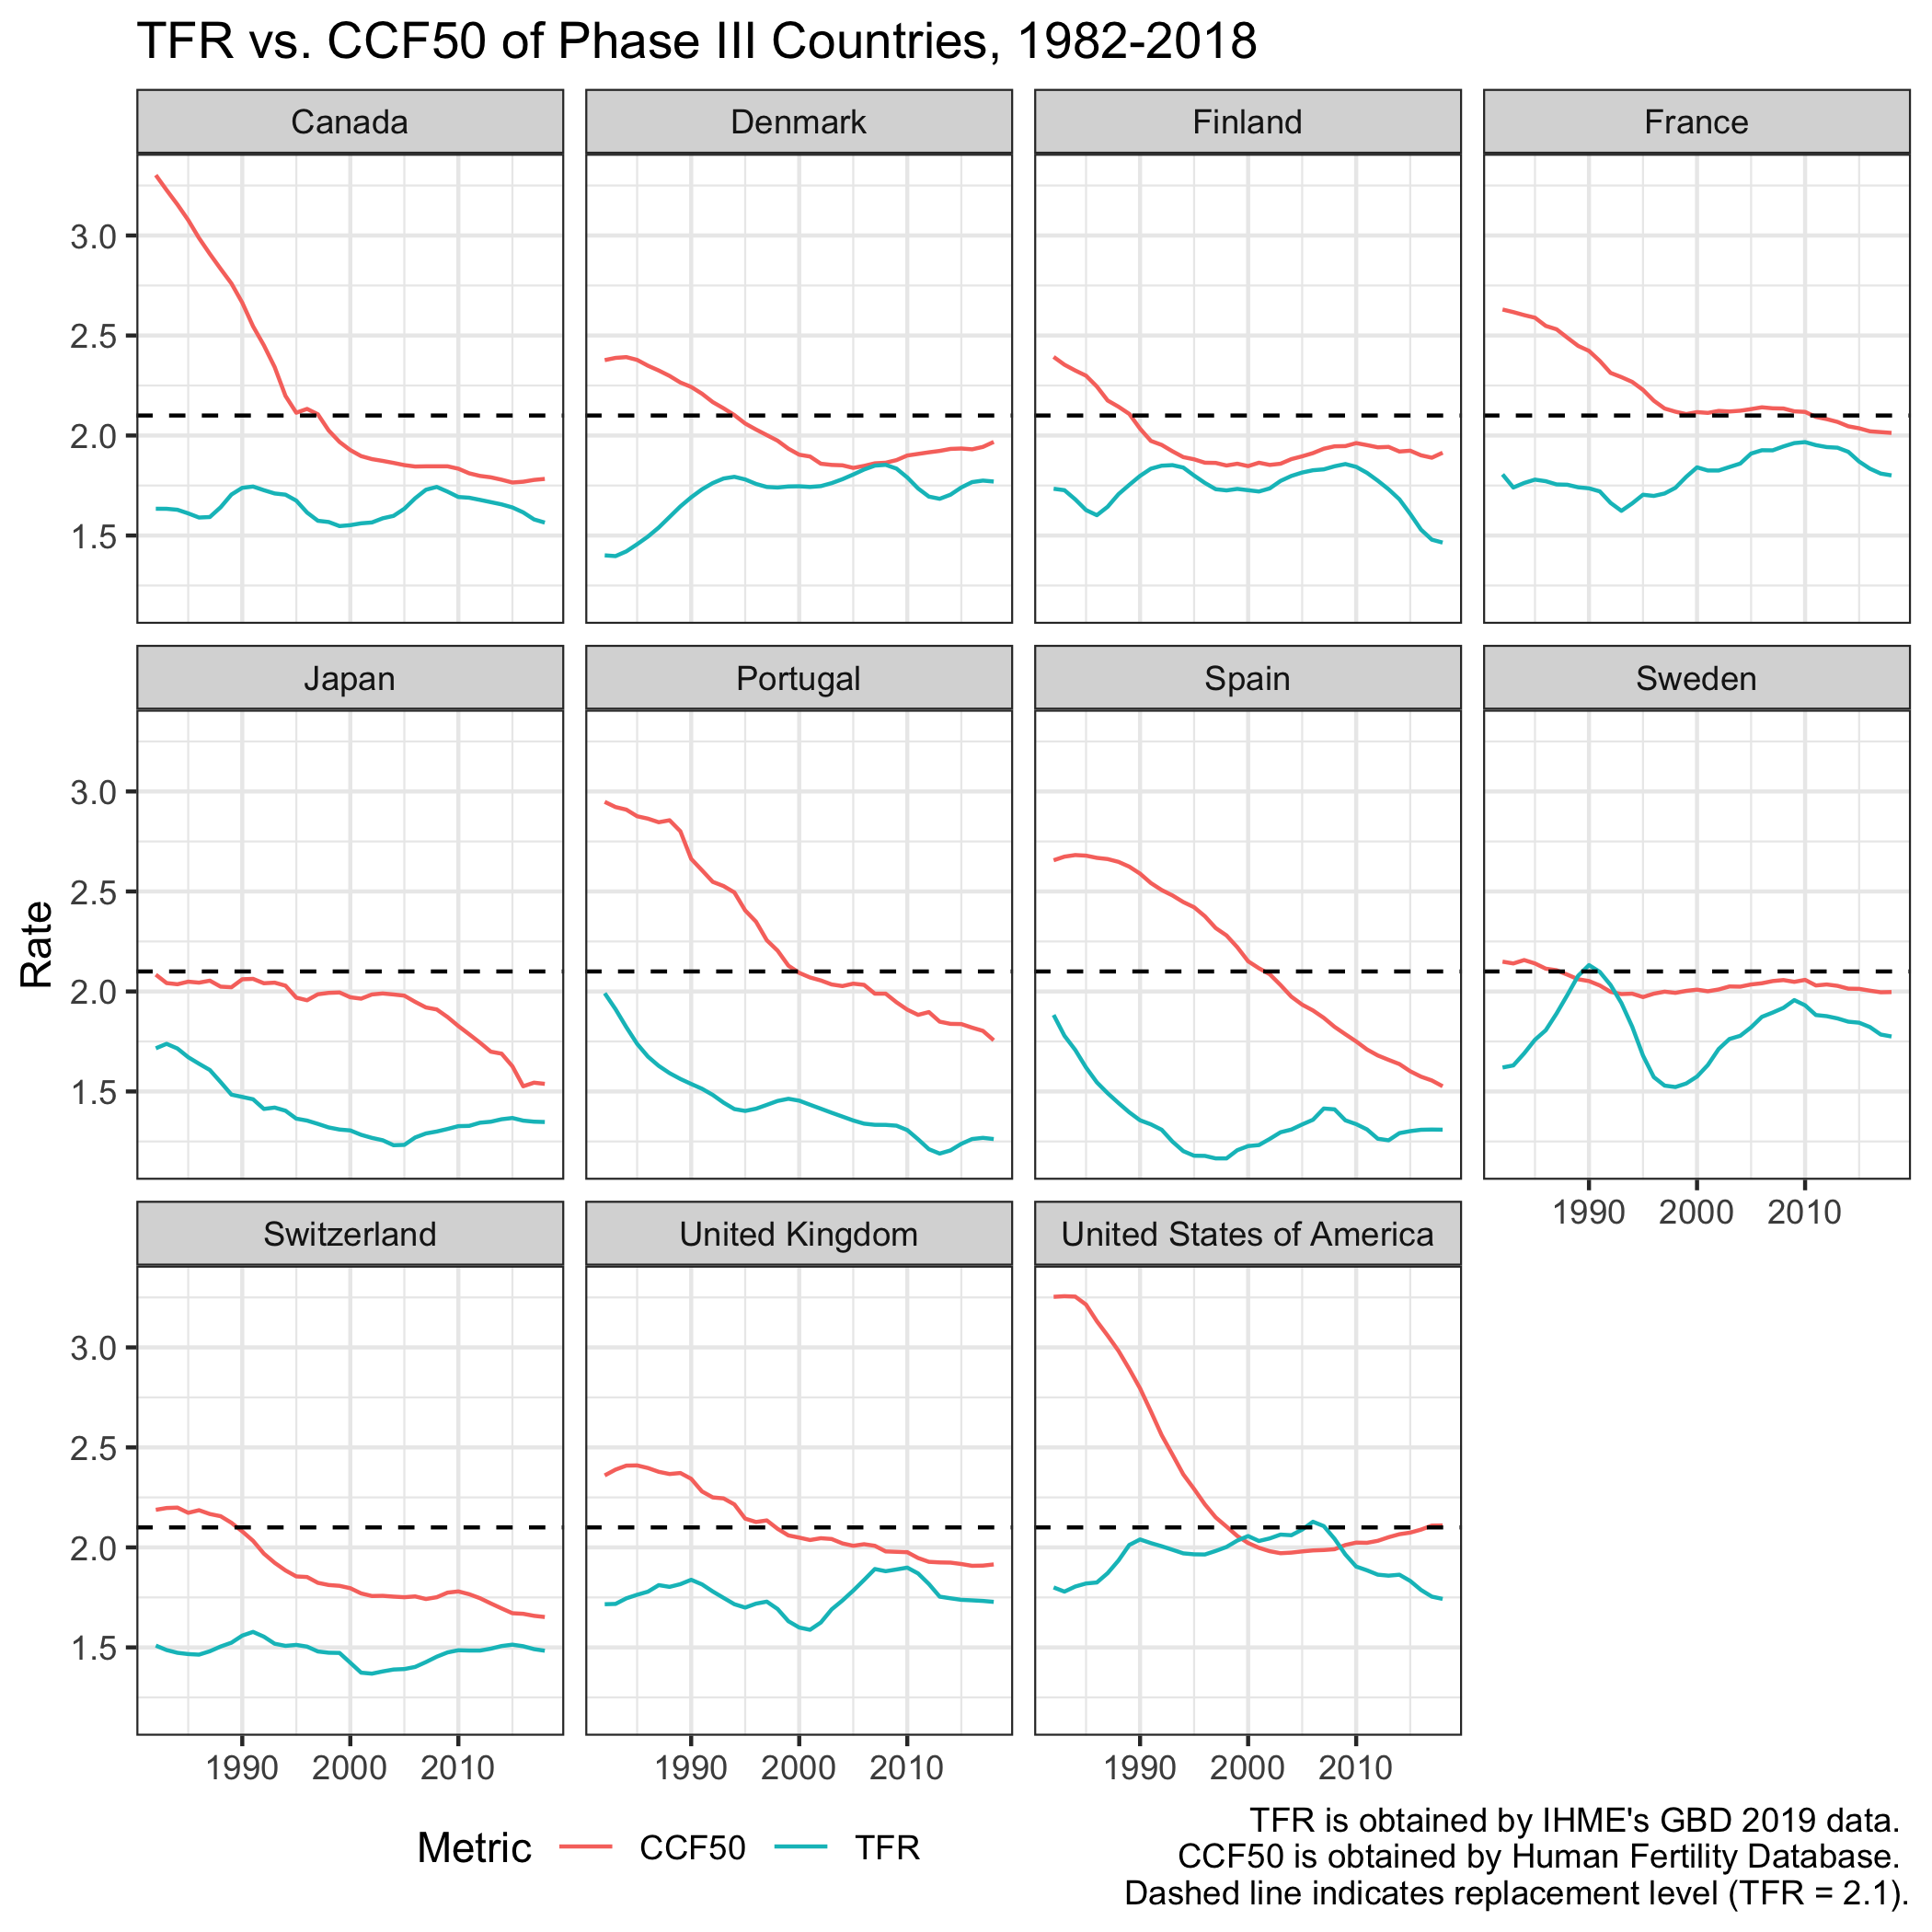 TFR vs. CCF50 of Phase III Countries, 1982-2018
Canada
Denmark
Finland
France
3.0
2.5
2.0
1.5
Japan
Portugal
Spain
Sweden
3.0
2.5
2.0
1.5
Rate
1990 2000 2010
Switzerland
United Kingdom
United States of America
3.0
2.5
2.0
1.5
1990 2000 2010
1990 2000 2010
1990 2000 2010
Metric CCF50 TFR
TFR is obtained by IHME's GBD 2019 data.
CCF50 is obtained by Human Fertility Database.
Dashed line indicates replacement level (TFR = 2.1).